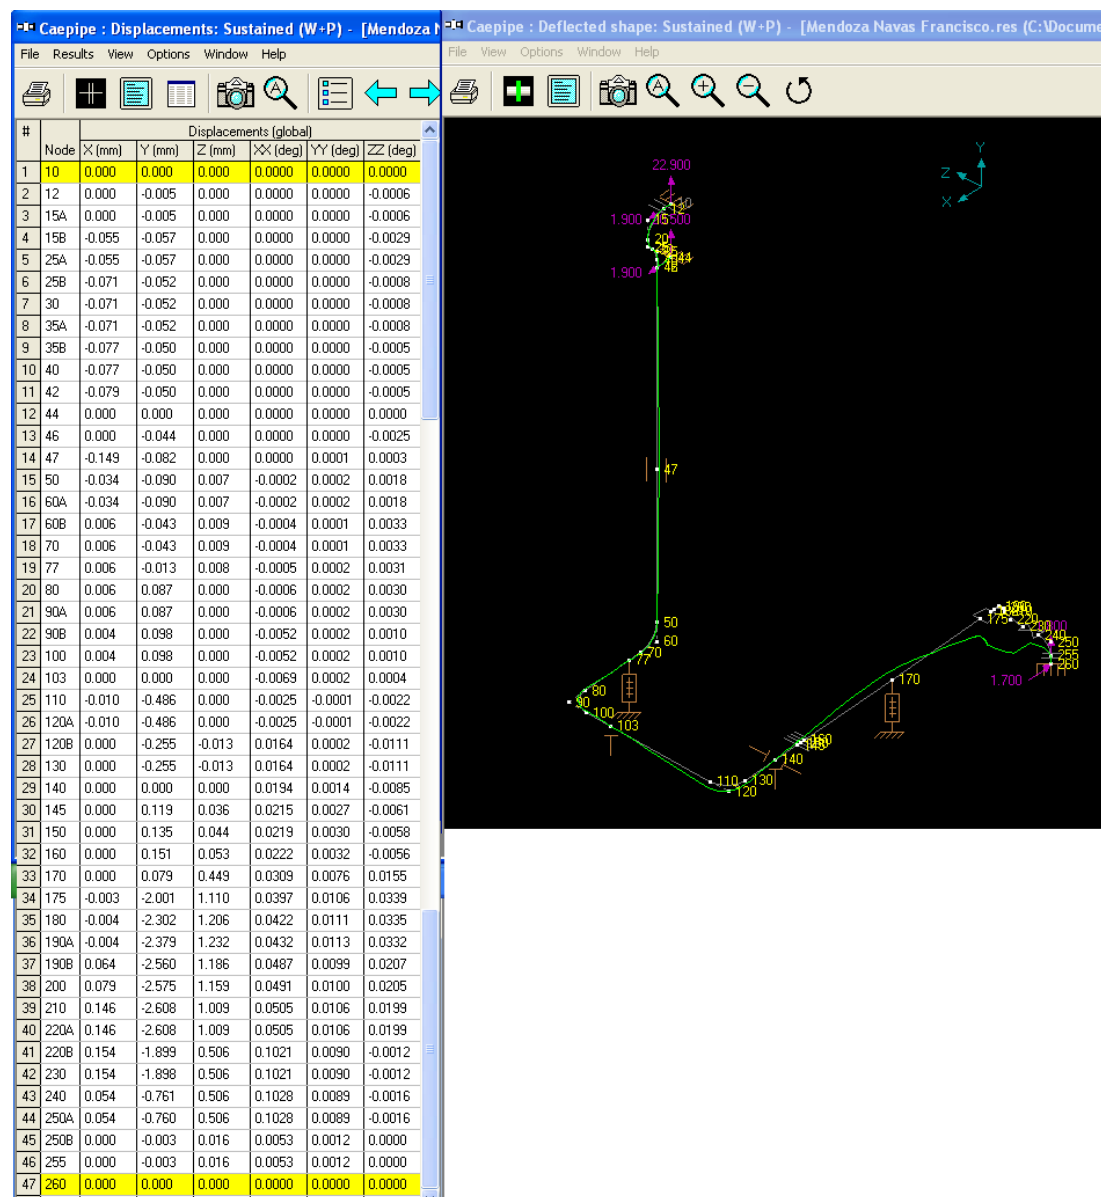 Caepipe : Displacements: Sustained (W+P) - [Mendoza N
File Results View Options Window Help
# Displacements (global)
Node X (mm) Y (mm) Z (mm) XX (deg) YY (deg) ZZ (deg)
1 10 0.000 0.000 0.000 0.0000 0.0000 0.0000
2 12 0.000 -0.005 0.000 0.0000 0.0000 -0.0006
3 15A 0.000 -0.005 0.000 0.0000 0.0000 -0.0006
4 15B -0.055 -0.057 0.000 0.0000 0.0000 -0.0029
5 25A -0.055 -0.057 0.000 0.0000 0.0000 -0.0029
6 25B -0.071 -0.052 0.000 0.0000 0.0000 -0.0008
7 30 -0.071 -0.052 0.000 0.0000 0.0000 -0.0008
8 35A -0.071 -0.052 0.000 0.0000 0.0000 -0.0008
9 35B -0.077 -0.050 0.000 0.0000 0.0000 -0.0005
10 40 -0.077 -0.050 0.000 0.0000 0.0000 -0.0005
11 42 -0.079 -0.050 0.000 0.0000 0.0000 -0.0005
12 44 0.000 0.000 0.000 0.0000 0.0000 0.0000
13 46 0.000 -0.044 0.000 0.0000 0.0000 -0.0025
14 47 -0.149 -0.082 0.000 0.0000 0.0001 0.0003
15 50 -0.034 -0.090 0.007 -0.0002 0.0002 0.0018
16 60A -0.034 -0.090 0.007 -0.0002 0.0002 0.0018
17 60B 0.006 -0.043 0.009 -0.0004 0.0001 0.0033
18 70 0.006 -0.043 0.009 -0.0004 0.0001 0.0033
19 77 0.006 -0.013 0.008 -0.0005 0.0002 0.0031
20 80 0.006 0.087 0.000 -0.0006 0.0002 0.0030
21 90A 0.006 0.087 0.000 -0.0006 0.0002 0.0030
22 90B 0.004 0.098 0.000 -0.0052 0.0002 0.0010
23 100 0.004 0.098 0.000 -0.0052 0.0002 0.0010
24 103 0.000 0.000 0.000 -0.0069 0.0002 0.0004
25 110 -0.010 -0.486 0.000 -0.0025 -0.0001 -0.0022
26 120A -0.010 -0.486 0.000 -0.0025 -0.0001 -0.0022
27 120B 0.000 -0.255 -0.013 0.0164 0.0002 -0.0111
28 130 0.000 -0.255 -0.013 0.0164 0.0002 -0.0111
29 140 0.000 0.000 0.000 0.0194 0.0014 -0.0085
30 145 0.000 0.119 0.036 0.0215 0.0027 -0.0061
31 150 0.000 0.135 0.044 0.0219 0.0030 -0.0058
32 160 0.000 0.151 0.053 0.0222 0.0032 -0.0056
33 170 0.000 0.079 0.449 0.0309 0.0076 0.0155
34 175 -0.003 -2.001 1.110 0.0397 0.0106 0.0339
35 180 -0.004 -2.302 1.206 0.0422 0.0111 0.0335
36 190A -0.004 -2.379 1.232 0.0432 0.0113 0.0332
37 190B 0.064 -2.560 1.186 0.0487 0.0099 0.0207
38 200 0.079 -2.575 1.159 0.0491 0.0100 0.0205
39 210 0.146 -2.608 1.009 0.0505 0.0106 0.0199
40 220A 0.146 -2.608 1.009 0.0505 0.0106 0.0199
41 220B 0.154 -1.899 0.506 0.1021 0.0090 -0.0012
42 230 0.154 -1.898 0.506 0.1021 0.0090 -0.0012
43 240 0.054 -0.761 0.506 0.1028 0.0089 -0.0016
44 250A 0.054 -0.760 0.506 0.1028 0.0089 -0.0016
45 250B 0.000 -0.003 0.016 0.0053 0.0012 0.0000
46 255 0.000 -0.003 0.016 0.0053 0.0012 0.0000
47 260 0.000 0.000 0.000 0.0000 0.0000 0.0000
Caepipe : Deflected shape: Sustained (W+P) - [Mendoza Navas Francisco.res (C:\Docume
File View Options Window Help
Y
Z
X
22.900
10
12
1.900
15
20
44
1.900
46
47
50
60
70
77
80
90
100
103
110
120
130
140
160
170
175
220
230
240
250
255
260
1.700